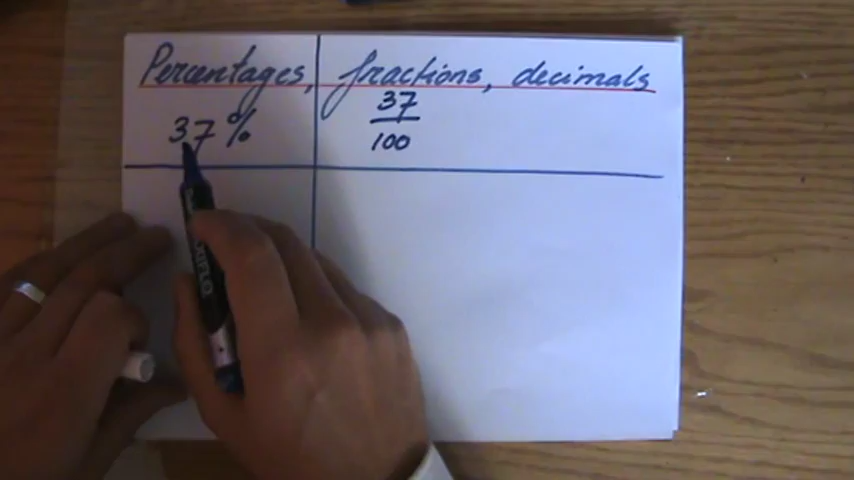 Percentages, fractions, decimals
37 %
37
100